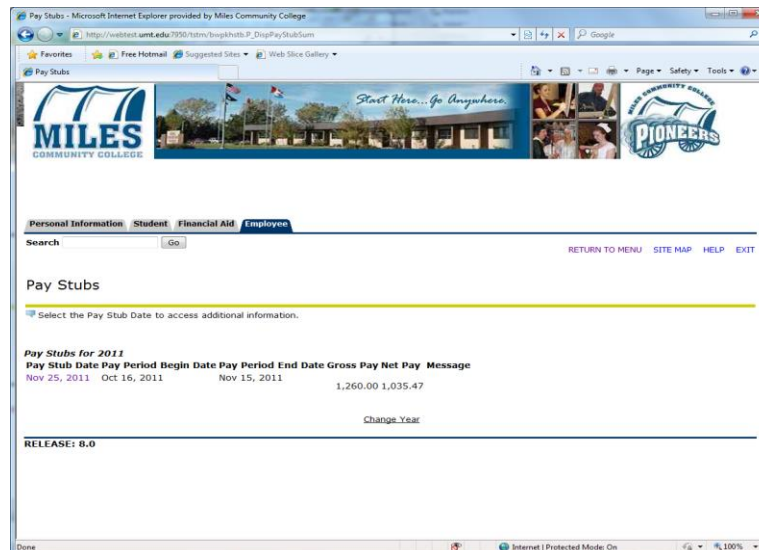 Pay Stubs - Microsoft Internet Explorer provided by Miles Community College
http://webtest.umt.edu:7950/tstm/bwpkhstb.P_DispPayStubSum
Google
Favorites Free Hotmail Suggested Sites Web Slice Gallery
Pay Stubs
Page Safety Tools
Start Here...Go Anywhere.
MILES
COMMUNITY COLLEGE
MILES COMMUNITY COLLEGE
PIONEERS
Personal Information Student Financial Aid Employee
Search Go
RETURN TO MENU SITE MAP HELP EXIT
Pay Stubs
Select the Pay Stub Date to access additional information.
Pay Stubs for 2011
Pay Stub Date Pay Period Begin Date Pay Period End Date Gross Pay Net Pay Message
Nov 25, 2011 Oct 16, 2011 Nov 15, 2011
1,260.00 1,035.47
Change Year
RELEASE: 8.0
Done Internet | Protected Mode: On 100%